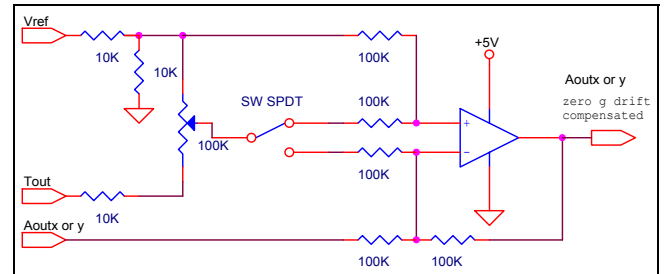 Vref
10K
10K
100K
+5V
SW SPDT
100K
100K
100K
+
−
Aoutx or y
zero g drift
compensated
Tout
10K
Aoutx or y
100K
100K